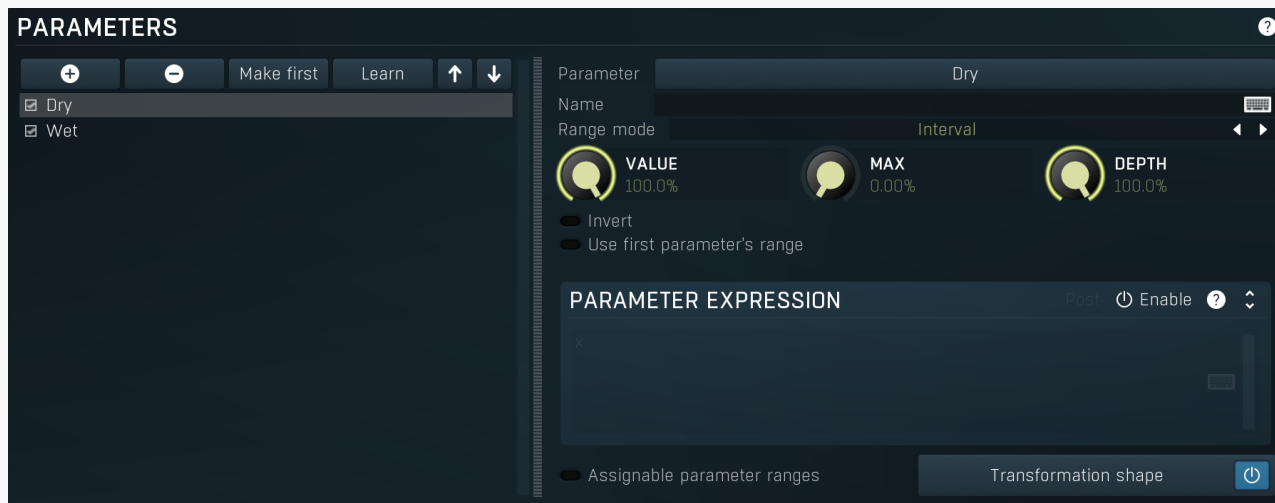 PARAMETERS
?
Make first Learn
Dry
Wet
Parameter Dry
Name
Range mode Interval
VALUE
100.0%
MAX
0.00%
DEPTH
100.0%
Invert
Use first parameter's range
PARAMETER EXPRESSION Post Enable ?
x
Assignable parameter ranges
Transformation shape